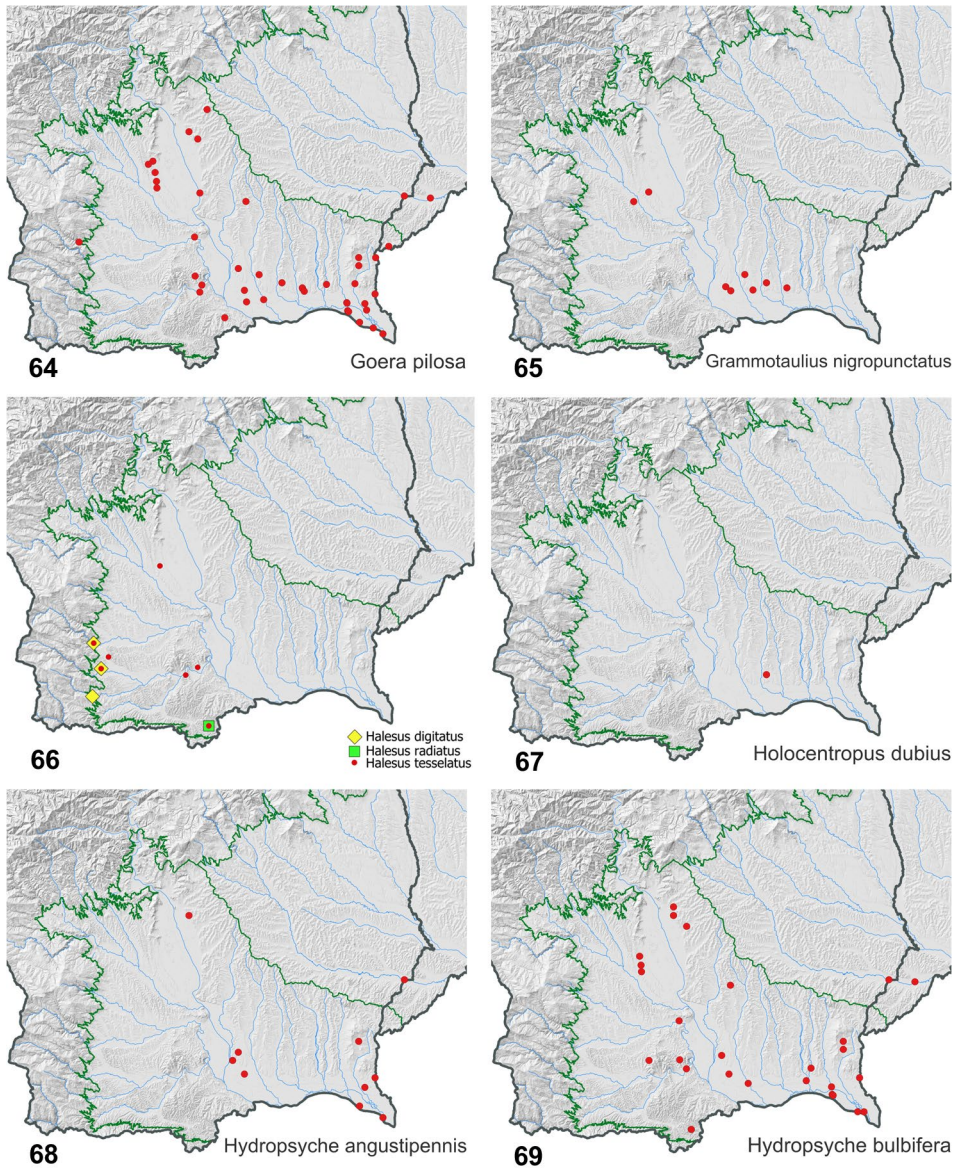 64
Goera pilosa
65
Grammotaulius nigropunctatus
66
Halesus digitatus
Halesus radiatus
Halesus tesselatus
67
Holocentropus dubius
68
Hydropsyche angustipennis
69
Hydropsyche bulbifera